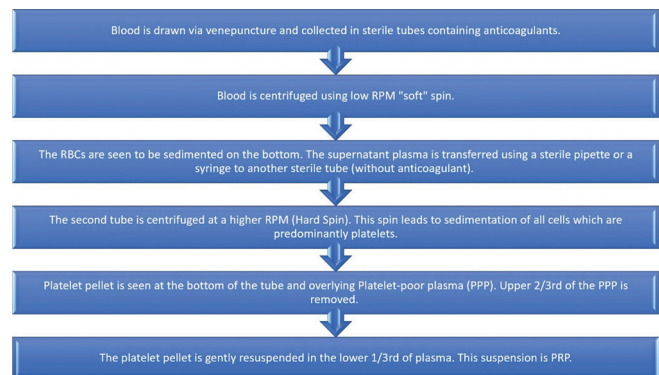 Blood is drawn via venepuncture and collected in sterile tubes containing anticoagulants.
Blood is centrifuged using low RPM "soft" spin.
The RBCs are seen to be sedimented on the bottom. The supernatant plasma is transferred using a sterile pipette or a
syringe to another sterile tube (without anticoagulant).
The second tube is centrifuged at a higher RPM (Hard Spin). This spin leads to sedimentation of all cells which are
predominantly platelets.
Platelet pellet is seen at the bottom of the tube and overlying Platelet-poor plasma (PPP). Upper 2/3rd of the PPP is
removed.
The platelet pellet is gently resuspended in the lower 1/3rd of plasma. This suspension is PRP.